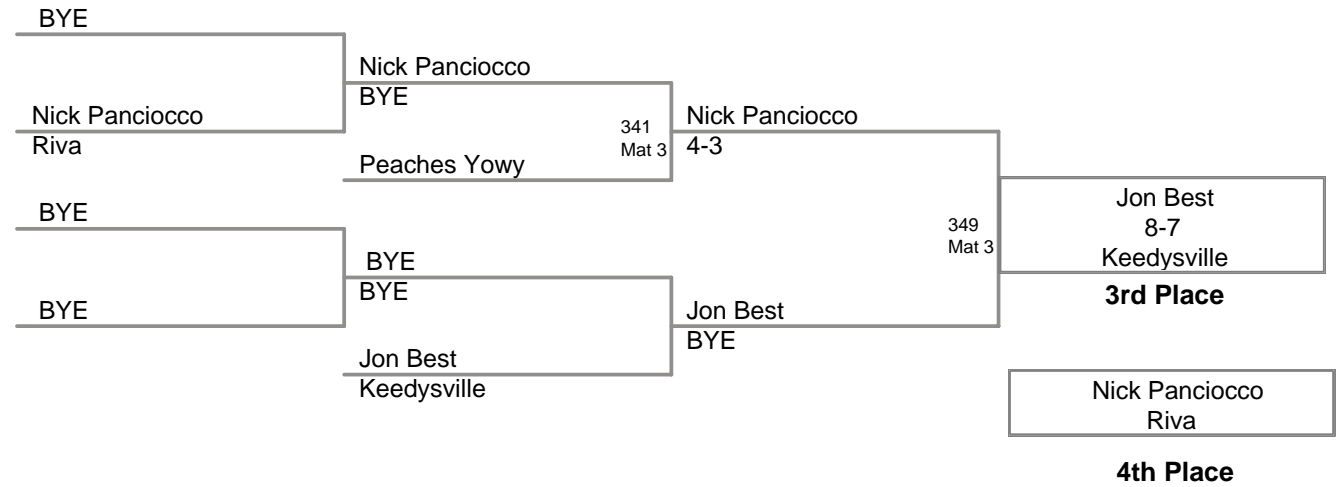 BYE
Nick Panciocco
BYE
Nick Panciocco
Riva
341
Mat 3
Nick Panciocco
4-3
Peaches Yowy
BYE
BYE
BYE
BYE
Jon Best
Keedysville
Jon Best
BYE
349
Mat 3
Jon Best
8-7
Keedysville
3rd Place
Nick Panciocco
Riva
4th Place